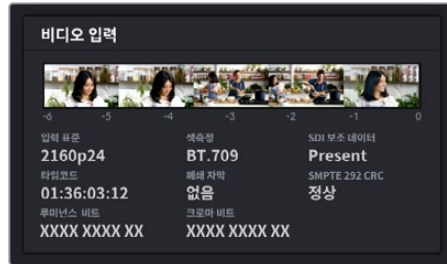 비디오 입력
-6 -5 -4 -3 -2 -1 0
입력 표준 색측정 SDI 보조 데이터
2160p24 BT.709 Present
타임코드 폐쇄 자막 SMPTE 292 CRC
01:36:03:12 없음 정상
루미넌스 비트 크로마 비트
XXXX XXXX XX XXXX XXXX XX